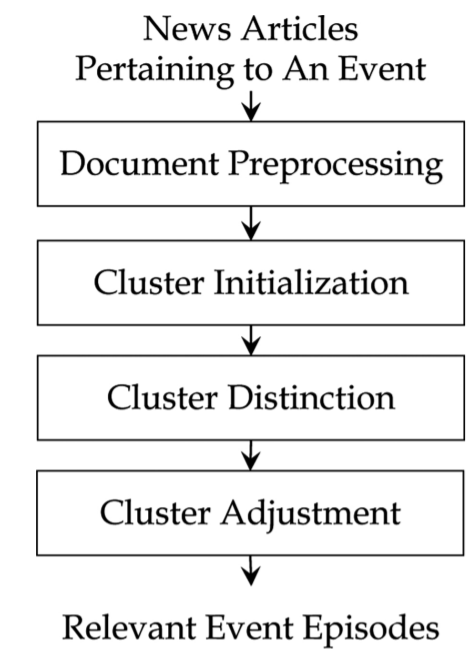 News Articles
Pertaining to An Event
Document Preprocessing
Cluster Initialization
Cluster Distinction
Cluster Adjustment
Relevant Event Episodes